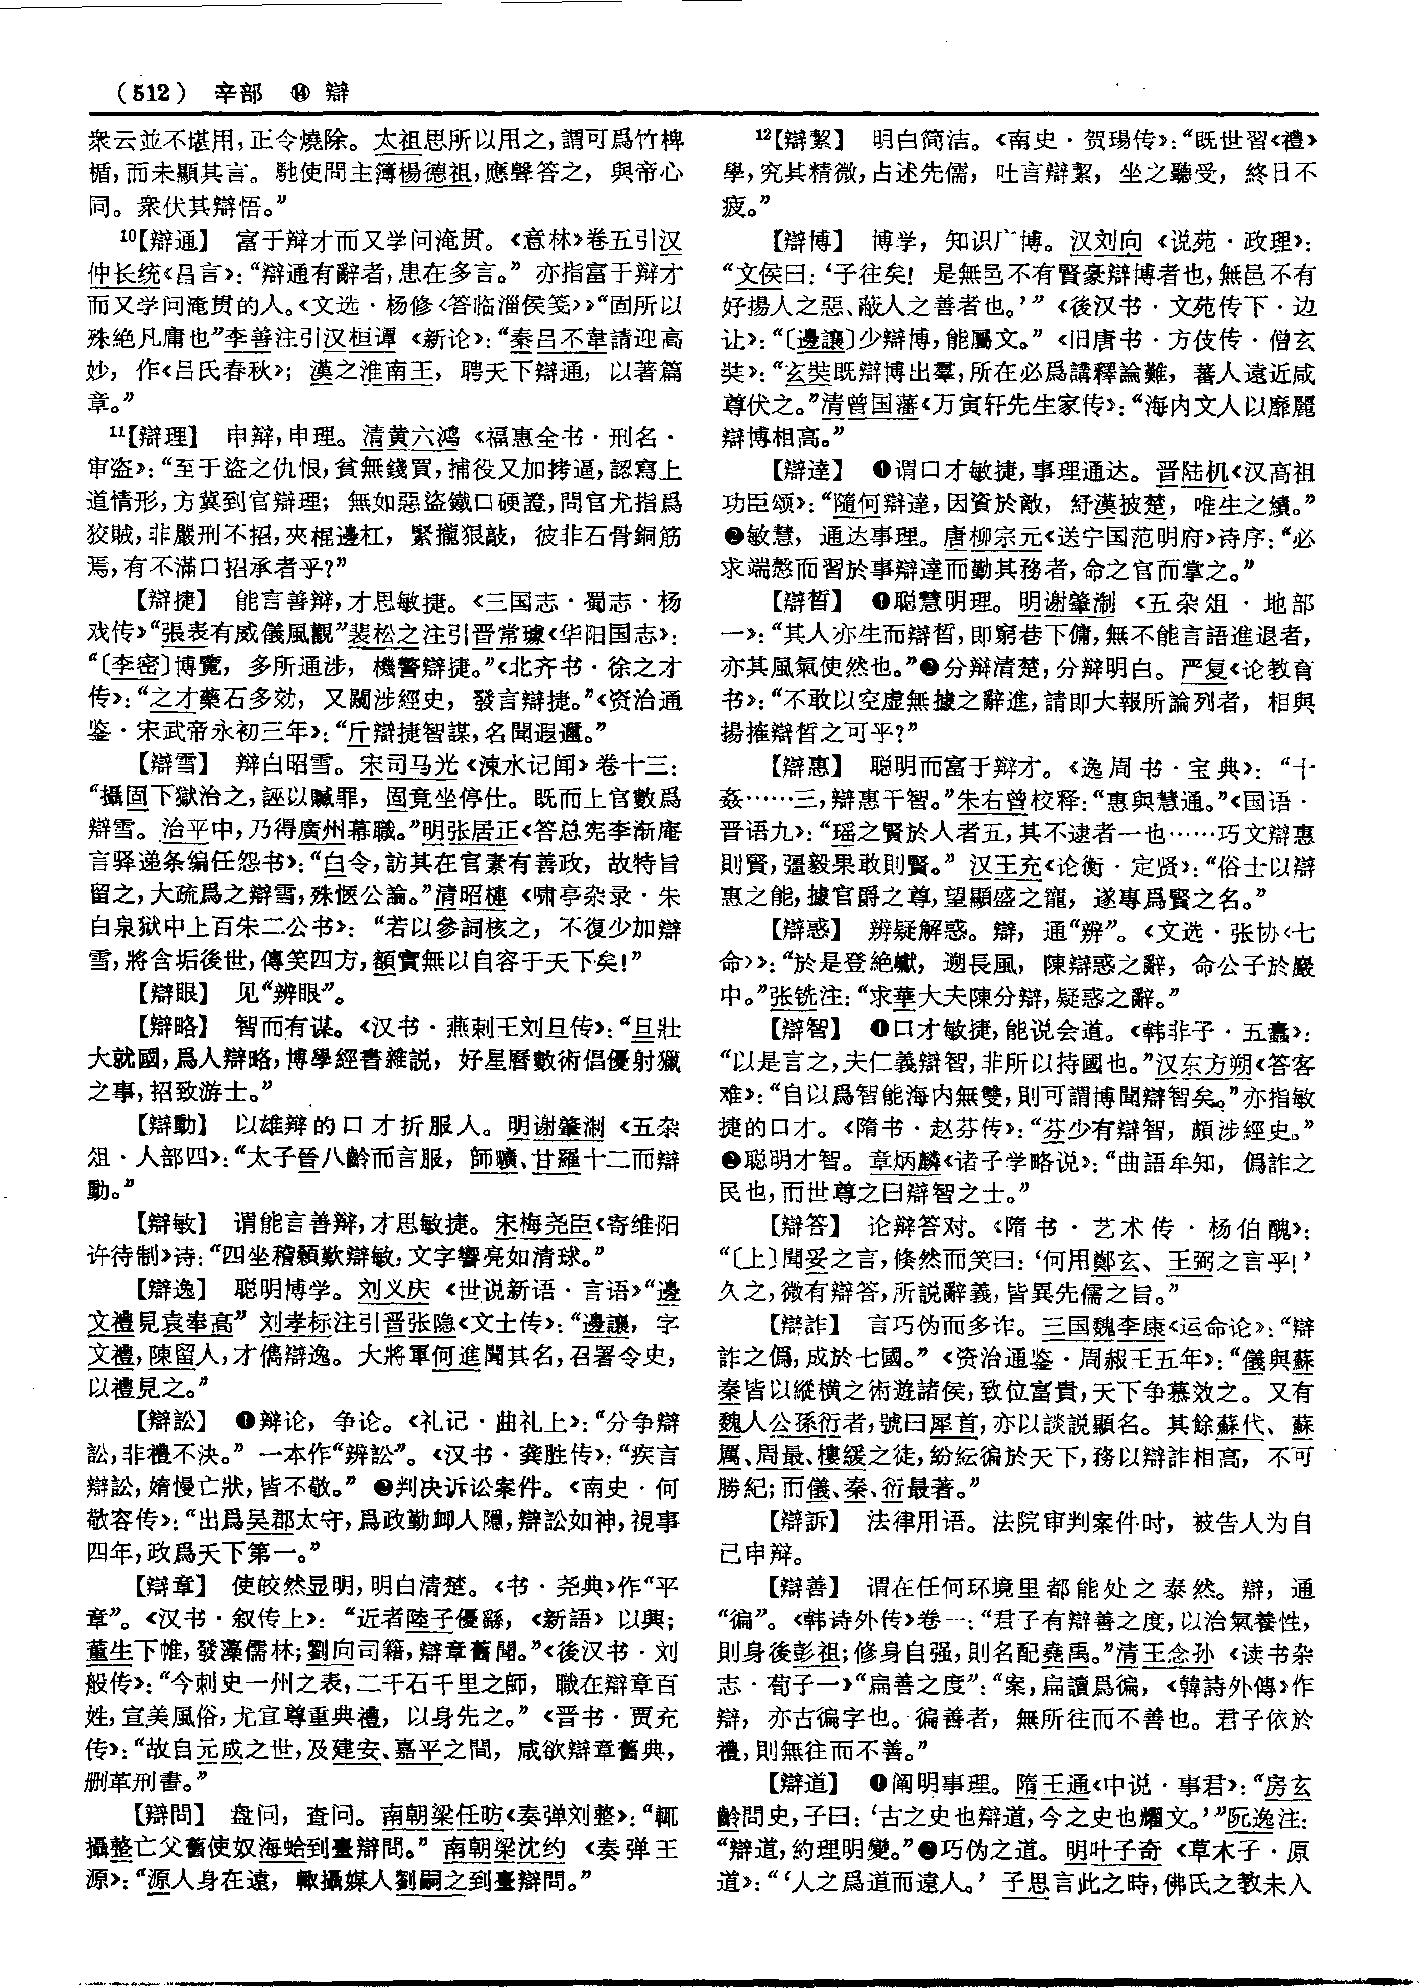 (512) 辛部 ⑭ 辯
衆云並不堪用,正令燒除。太祖思所以用之,謂可爲竹椑
楯,而未顯其言。馳使問主簿楊德祖,應聲答之,與帝心
同。衆伏其辯悟。”
¹⁰【辯通】 富于辩才而又学问淹贯。《意林》卷五引汉
仲长统《昌言》:“辯通有辭者,患在多言。” 亦指富于辩才
而又学问淹贯的人。《文选·杨修〈答临淄侯笺〉》“固所以
殊絶凡庸也”李善注引汉桓谭《新论》:“秦吕不韋請迎高
妙,作《吕氏春秋》;漢之淮南王,聘天下辯通,以著篇
章。”
¹¹【辯理】 申辩,申理。清黄六鸿《福惠全书·刑名·
审盗》:“至于盗之仇恨,貧無錢買,捕役又加拷逼,認寫上
道情形,方冀到官辯理;無如惡盜鐵口硬證,問官尤指爲
狡賊,非嚴刑不招,夾棍邊杠,緊攏狠敲,彼非石骨銅筋
焉,有不滿口招承者乎?”
【辯捷】 能言善辩,才思敏捷。《三国志·蜀志·杨
戏传》“張表有威儀風觀”裴松之注引晋常璩《华阳国志》:
“〔李密〕博覽,多所通涉,機警辯捷。”《北齐书·徐之才
传》:“之才藥石多効,又闚涉經史,發言辯捷。”《资治通
鉴·宋武帝永初三年》:“斤辯捷智謀,名聞遐邇。”
【辯雪】 辩白昭雪。宋司马光《涑水记闻》卷十三:
“攝固下獄治之,誣以贓罪,固竟坐停仕。既而上官數爲
辯雪。治平中,乃得廣州幕職。”明张居正《答总宪李渐庵
言驿递条编任怨书》:“白令,訪其在官素有善政,故特旨
留之,大疏爲之辯雪,殊愜公論。”清昭槤《啸亭杂录·朱
白泉狱中上百朱二公书》:“若以參詞核之,不復少加辯
雪,將含垢後世,傳笑四方,額實無以自容于天下矣!”
【辯眼】 见“辨眼”。
【辯略】 智而有谋。《汉书·燕剌王刘旦传》:“旦壯
大就國,爲人辯略,博學經書雜説,好星曆數術倡優射獵
之事,招致游士。”
【辯動】 以雄辩的口才折服人。明谢肇淛《五杂
俎·人部四》:“太子晉八齡而言服,師曠、甘羅十二而辯
動。”
【辯敏】 谓能言善辩,才思敏捷。宋梅尧臣《寄维阳
许待制》诗:“四坐稽顙歎辯敏,文字響亮如清球。”
【辯逸】 聪明博学。刘义庆《世说新语·言语》“邊
文禮見袁奉高”刘孝标注引晋张隐《文士传》:“邊讓,字
文禮,陳留人,才儁辯逸。大將軍何進聞其名,召署令史,
以禮見之。”
【辯訟】 ❶辩论,争论。《礼记·曲礼上》:“分争辯
訟,非禮不決。” 一本作“辨訟”。《汉书·龚胜传》:“疾言
辯訟,媠慢亡狀,皆不敬。” ❷判决诉讼案件。《南史·何
敬容传》:“出爲吴郡太守,爲政勤卹人隱,辯訟如神,視事
四年,政爲天下第一。”
【辯章】 使皎然显明,明白清楚。《书·尧典》作“平
章”。《汉书·叙传上》:“近者陸子優繇,《新語》以興;
董生下帷,發藻儒林;劉向司籍,辯章舊聞。”《後汉书·刘
般传》:“今刺史一州之表,二千石千里之師,職在辯章百
姓,宣美風俗,尤宜尊重典禮,以身先之。”《晋书·贾充
传》:“故自元成之世,及建安、嘉平之間,咸欲辯章舊典,
删革刑書。”
【辯問】 盘问,查问。南朝梁任昉《奏弹刘整》:“輒
攝整亡父舊使奴海蛤到臺辯問。” 南朝梁沈约《奏弹王
源》:“源人身在遠,輒攝媒人劉嗣之到臺辯問。”
¹²【辯絜】 明白简洁。《南史·贺瑒传》:“既世習《禮》
學,究其精微,占述先儒,吐言辯絜,坐之聽受,終日不
疲。”
【辯博】 博学,知识广博。汉刘向《说苑·政理》:
“文侯曰:‘子往矣!是無邑不有賢豪辯博者也,無邑不有
好揚人之惡、蔽人之善者也。’”《後汉书·文苑传下·边
让》:“〔邊讓〕少辯博,能屬文。”《旧唐书·方伎传·僧玄
奘》:“玄奘既辯博出羣,所在必爲講釋論難,蕃人遠近咸
尊伏之。”清曾国藩《万寅轩先生家传》:“海内文人以靡麗
辯博相高。”
【辯達】 ❶谓口才敏捷,事理通达。晋陆机《汉高祖
功臣颂》:“隨何辯達,因資於敵,紓漢披楚,唯生之績。”
❷敏慧,通达事理。唐柳宗元《送宁国范明府》诗序:“必
求端慤而習於事辯達而勤其務者,命之官而掌之。”
【辯晳】 ❶聪慧明理。明谢肇淛《五杂俎·地部
一》:“其人亦生而辯晳,即窮巷下傭,無不能言語進退者,
亦其風氣使然也。”❷分辩清楚,分辩明白。严复《论教育
书》:“不敢以空虚無據之辭進,請即大報所論列者,相與
揚搉辯晳之可乎?”
【辯惠】 聪明而富于辩才。《逸周书·宝典》:“十
姦……三,辯惠干智。”朱右曾校释:“惠與慧通。”《国语·
晋语九》:“瑶之賢於人者五,其不逮者一也……巧文辯惠
則賢,彊毅果敢則賢。” 汉王充《论衡·定贤》:“俗士以辯
惠之能,據官爵之尊,望顯盛之寵,遂專爲賢之名。”
【辯惑】 辨疑解惑。辯,通“辨”。《文选·张协〈七
命〉》:“於是登絶巘,遡長風,陳辯惑之辭,命公子於巖
中。”张铣注:“求華大夫陳分辯,疑惑之辭。”
【辯智】 ❶口才敏捷,能说会道。《韩非子·五蠹》:
“以是言之,夫仁義辯智,非所以持國也。”汉东方朔《答客
难》:“自以爲智能海内無雙,則可謂博聞辯智矣。”亦指敏
捷的口才。《隋书·赵芬传》:“芬少有辯智,頗涉經史。”
❷聪明才智。章炳麟《诸子学略说》:“曲語牟知,僞詐之
民也,而世尊之曰辯智之士。”
【辯答】 论辩答对。《隋书·艺术传·杨伯醜》:
“〔上〕聞妥之言,倏然而笑曰:‘何用鄭玄、王弼之言乎!’
久之,微有辯答,所説辭義,皆異先儒之旨。”
【辯詐】 言巧伪而多诈。三国魏李康《运命论》:“辯
詐之僞,成於七國。”《资治通鉴·周赧王五年》:“儀與蘇
秦皆以縱横之術遊諸侯,致位富貴,天下争慕效之。又有
魏人公孫衍者,號曰犀首,亦以談説顯名。其餘蘇代、蘇
厲、周最、樓緩之徒,紛紜徧於天下,務以辯詐相高,不可
勝紀;而儀、秦、衍最著。”
【辯訴】 法律用语。法院审判案件时,被告人为自
己申辩。
【辯善】 谓在任何环境里都能处之泰然。辯,通
“徧”。《韩诗外传》卷一:“君子有辯善之度,以治氣養性,
則身後彭祖;修身自强,則名配堯禹。”清王念孙《读书杂
志·荀子一》“扁善之度”:“案,扁讀爲徧,《韓詩外傳》作
辯,亦古徧字也。徧善者,無所往而不善也。君子依於
禮,則無往而不善。”
【辯道】 ❶阐明事理。隋王通《中说·事君》:“房玄
齡問史,子曰:‘古之史也辯道,今之史也耀文。’”阮逸注:
“辯道,約理明變。”❷巧伪之道。明叶子奇《草木子·原
道》:“‘人之爲道而遠人。’子思言此之時,佛氏之教未入